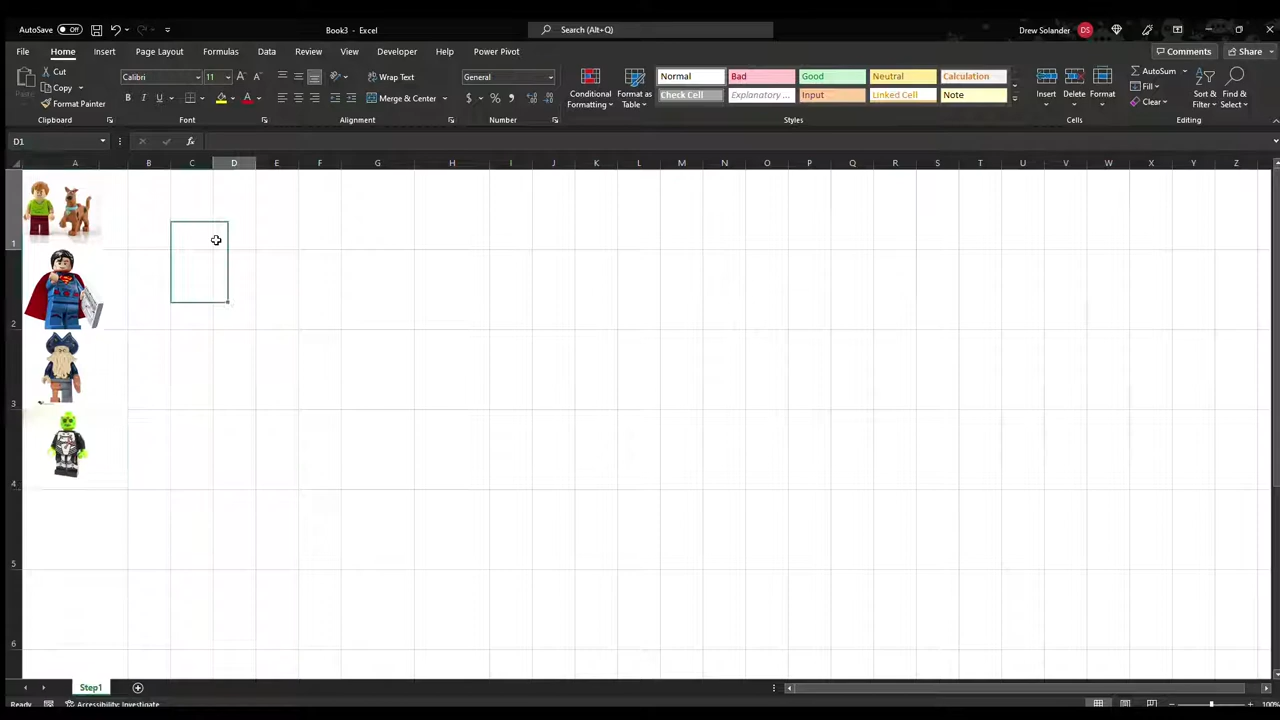 AutoSave Off Book3 - Excel Search (Alt+Q) Drew Solander DS
File Home Insert Page Layout Formulas Data Review View Developer Help Power Pivot Comments Share
Cut Calibri 11 Wrap Text General Normal Bad Good Neutral Calculation AutoSum
Copy Fill
Paste Format Painter Merge & Center Conditional Formatting Format as Table Check Cell Explanatory ... Input Linked Cell Note Insert Delete Format Clear Sort & Filter Find & Select
Clipboard Font Alignment Number Styles Cells Editing
D1 fx
A B C D E F G H I J K L M N O P Q R S T U V W X Y Z
1
2
3
4
5
6
Step1
Ready Accessibility: Investigate 100%